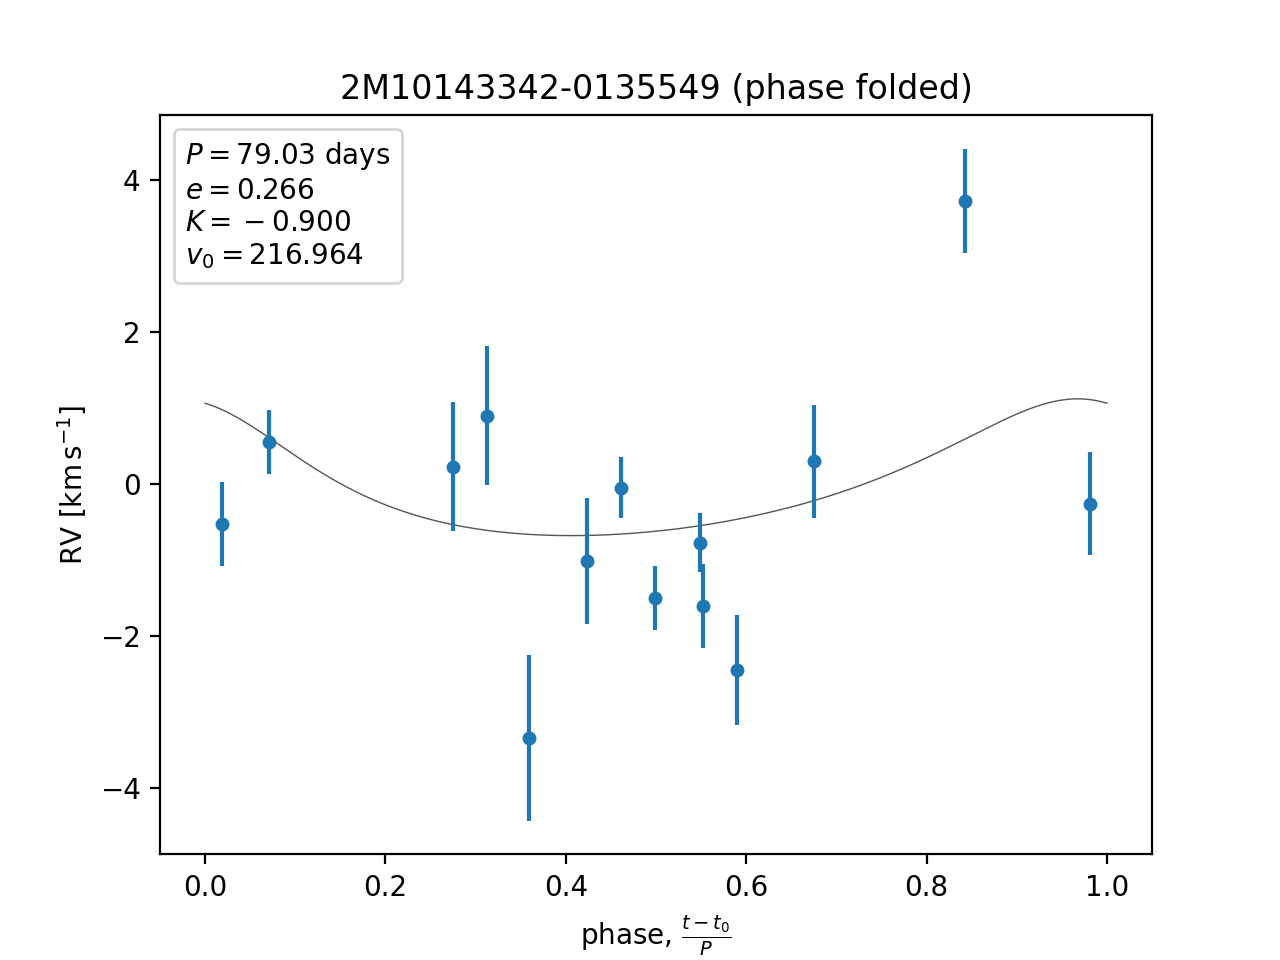 2M10143342-0135549 (phase folded)
P = 79.03 days
e = 0.266
K = −0.900
v₀ = 216.964
4
2
0
−2
−4
RV [km s⁻¹]
0.0 0.2 0.4 0.6 0.8 1.0
phase, (t − t₀)/P